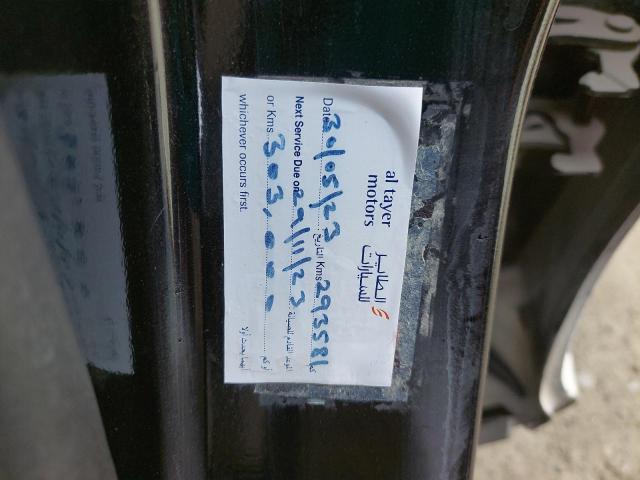 al tayer الطاير
motors للسيارات
Date 30/05/23 التاريخ Kms 293581 كم
Next Service Due on 29/11/23 الموعد القادم للصيانة
or Kms. 303,000 أو كم
whichever occurs first. أيهما يحدث أولا